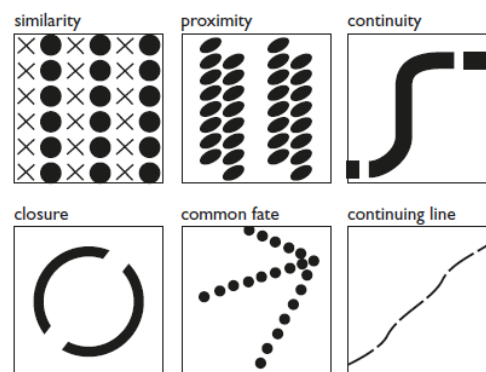 similarity
proximity
continuity
closure
common fate
continuing line